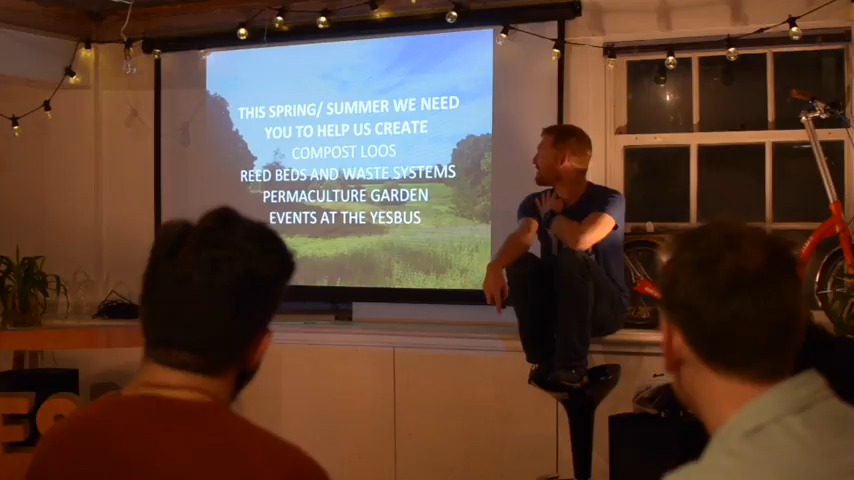 THIS SPRING/ SUMMER WE NEED
YOU TO HELP US CREATE
COMPOST LOOS
REED BEDS AND WASTE SYSTEMS
PERMACULTURE GARDEN
EVENTS AT THE YESBUS